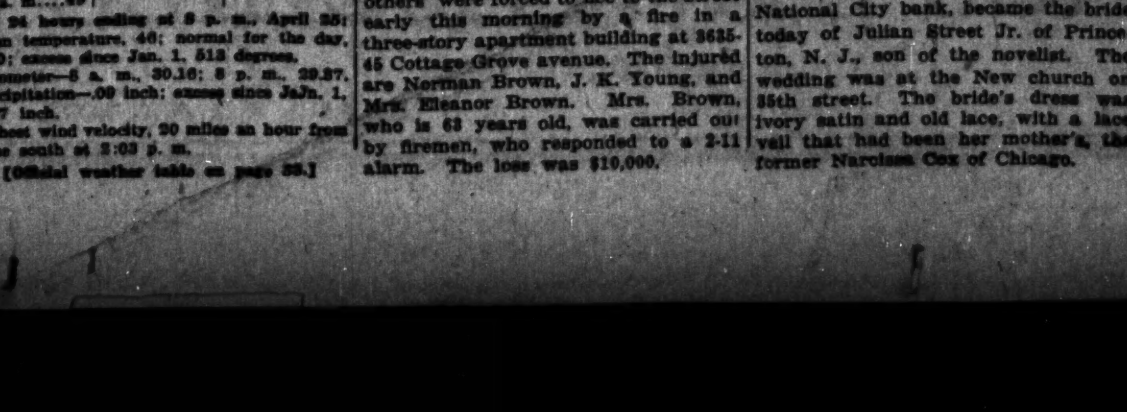 24 hours ending at 8 p. m., April 25:
temperature, 46; normal for the day,
excess since Jan. 1, 513 degrees.
8 a. m., 30.16; 8 p. m., 29.87.
cipitation—.09 inch; excess since JaJn. 1,
7 inch.
hest wind velocity, 20 miles an hour from
south at 2:03 p. m.
[Official weather table on page 38.]
others were forced to
early this morning by a fire in a
three-story apartment building at 3635-
45 Cottage Grove avenue. The injured
are Norman Brown, J. K. Young, and
Mrs. Eleanor Brown. Mrs. Brown,
who is 63 years old, was carried out
by firemen, who responded to a 2-11
alarm. The loss was $10,000.
National City bank, became the bride
today of Julian Street Jr. of Prince
ton, N. J., son of the novelist. The
wedding was at the New church on
35th street. The bride's dress was
ivory satin and old lace, with a lace
veil that had been her mother's, the
former Narcissa Cox of Chicago.